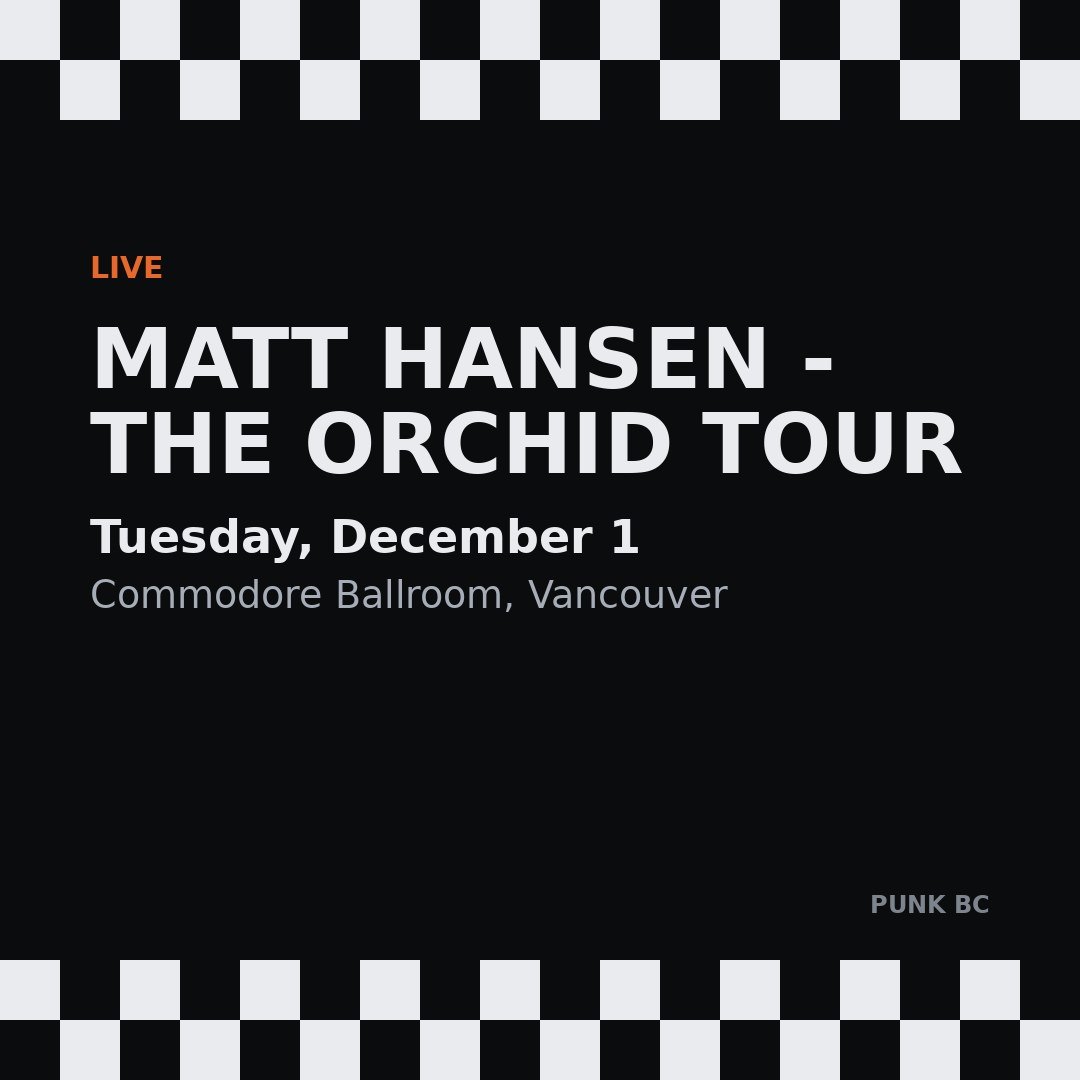 LIVE
MATT HANSEN -
THE ORCHID TOUR
Tuesday, December 1
Commodore Ballroom, Vancouver
PUNK BC